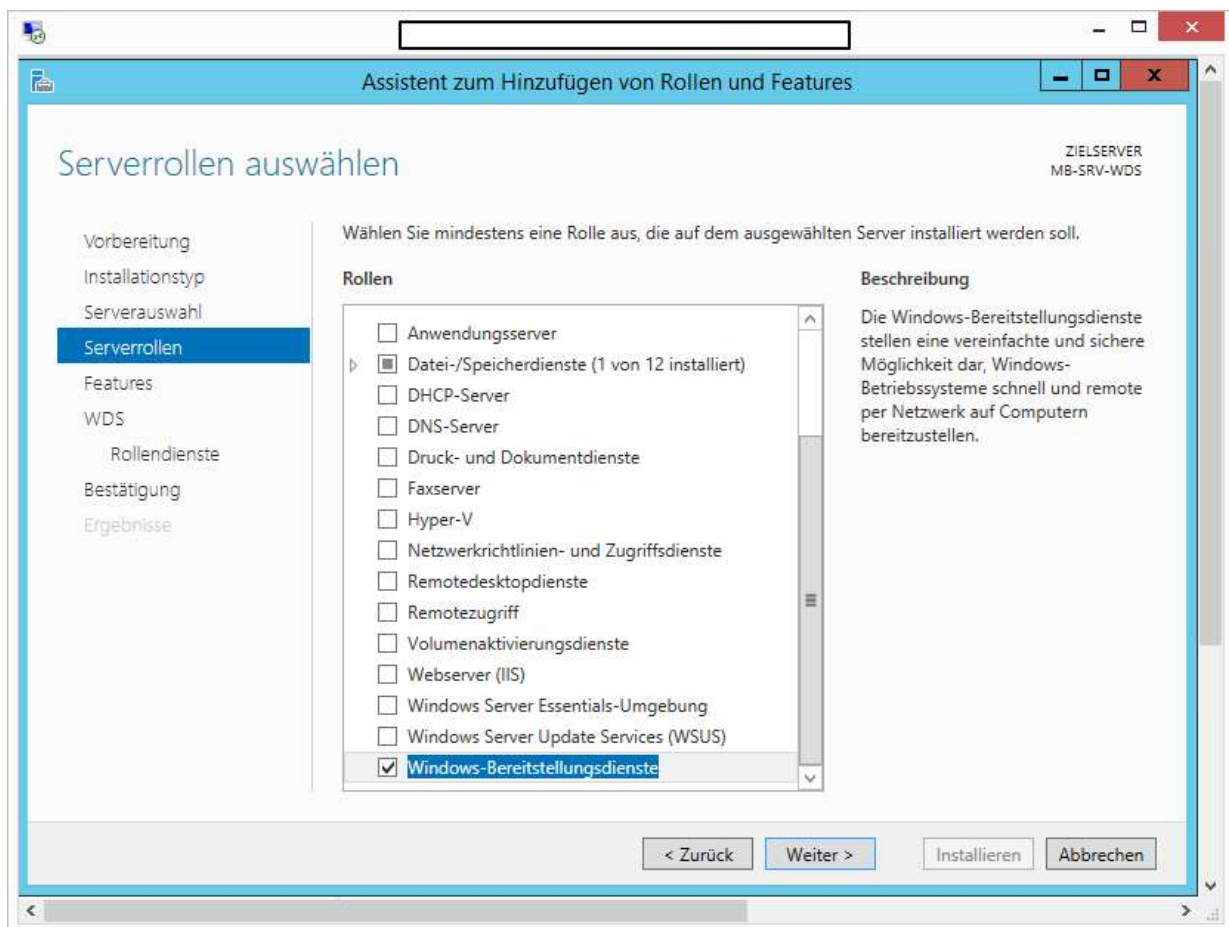 Assistent zum Hinzufügen von Rollen und Features
Serverrollen auswählen
ZIELSERVER
MB-SRV-WDS
Vorbereitung
Installationstyp
Serverauswahl
Serverrollen
Features
WDS
Rollendienste
Bestätigung
Ergebnisse
Wählen Sie mindestens eine Rolle aus, die auf dem ausgewählten Server installiert werden soll.
Rollen
Anwendungsserver
Datei-/Speicherdienste (1 von 12 installiert)
DHCP-Server
DNS-Server
Druck- und Dokumentdienste
Faxserver
Hyper-V
Netzwerkrichtlinien- und Zugriffsdienste
Remotedesktopdienste
Remotezugriff
Volumenaktivierungsdienste
Webserver (IIS)
Windows Server Essentials-Umgebung
Windows Server Update Services (WSUS)
Windows-Bereitstellungsdienste
Beschreibung
Die Windows-Bereitstellungsdienste
stellen eine vereinfachte und sichere
Möglichkeit dar, Windows-
Betriebssysteme schnell und remote
per Netzwerk auf Computern
bereitzustellen.
< Zurück
Weiter >
Installieren
Abbrechen